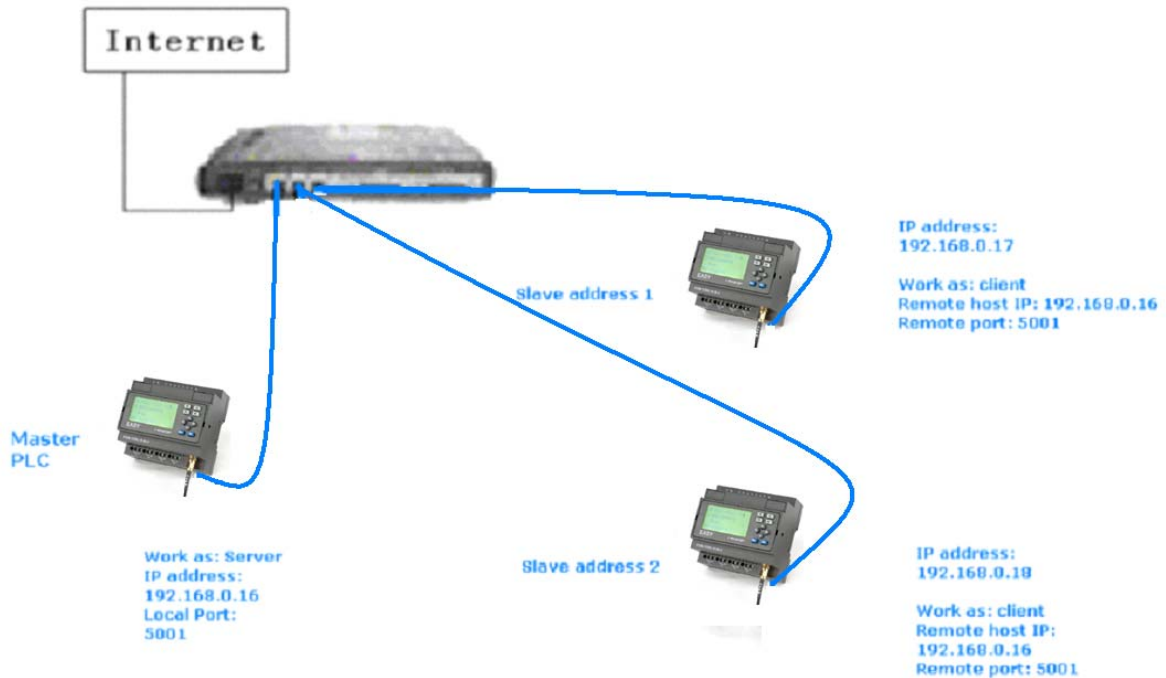 Internet
IP address:
192.168.0.17
Work as: client
Remote host IP: 192.168.0.16
Remote port: 5001
Slave address 1
EASY
Master
PLC
EASY
Work as: Server
IP address:
192.168.0.16
Local Port:
5001
Slave address 2
EASY
IP address:
192.168.0.18
Work as: client
Remote host IP:
192.168.0.16
Remote port: 5001